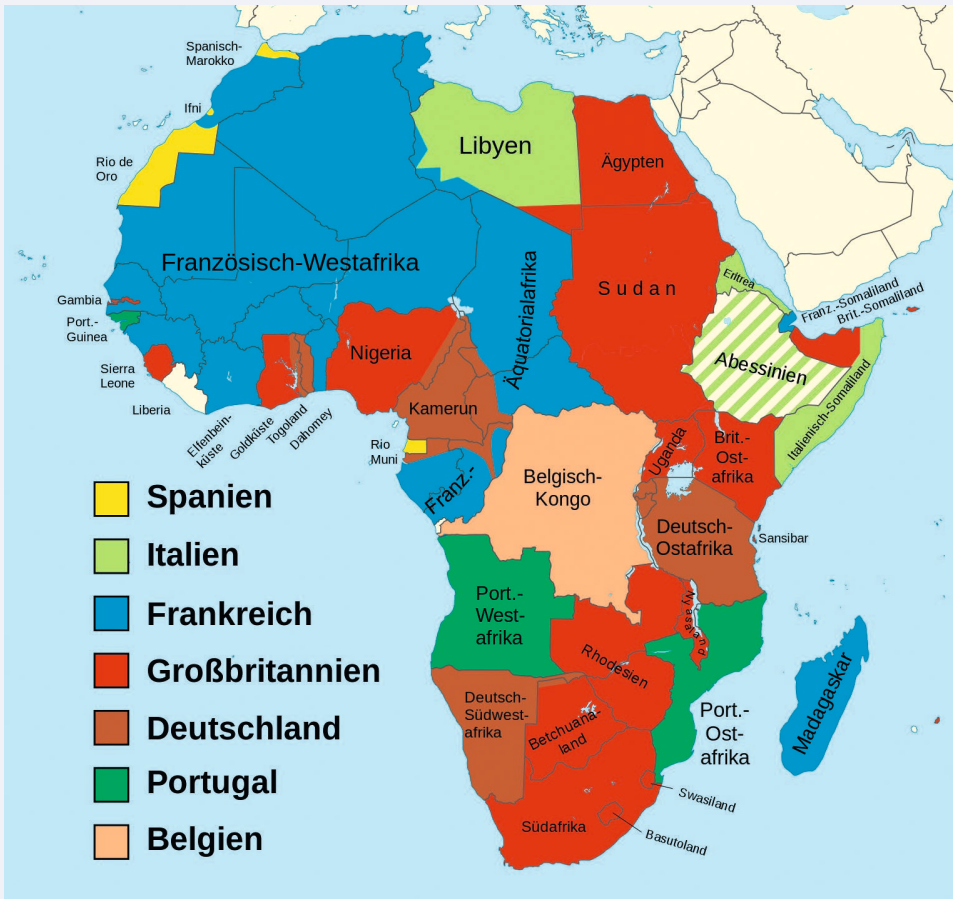 Spanisch-
Marokko
Ifni
Rio de
Oro
Libyen
Ägypten
Französisch-Westafrika
Äquatorialafrika
Sudan
Eritrea
Franz.-Somaliland
Brit.-Somaliland
Gambia
Port.-
Guinea
Sierra
Leone
Liberia
Elfenbein-
küste
Goldküste
Togoland
Dahomey
Nigeria
Kamerun
Rio
Muni
Abessinien
Italienisch-Somaliland
Franz.-
Belgisch-
Kongo
Uganda
Brit.-
Ost-
afrika
Deutsch-
Ostafrika
Sansibar
Port.-
West-
afrika
Nyasaland
Rhodesien
Deutsch-
Südwest-
afrika
Betchuana-
land
Port.-
Ost-
afrika
Madagaskar
Südafrika
Swasiland
Basutoland
Spanien
Italien
Frankreich
Großbritannien
Deutschland
Portugal
Belgien